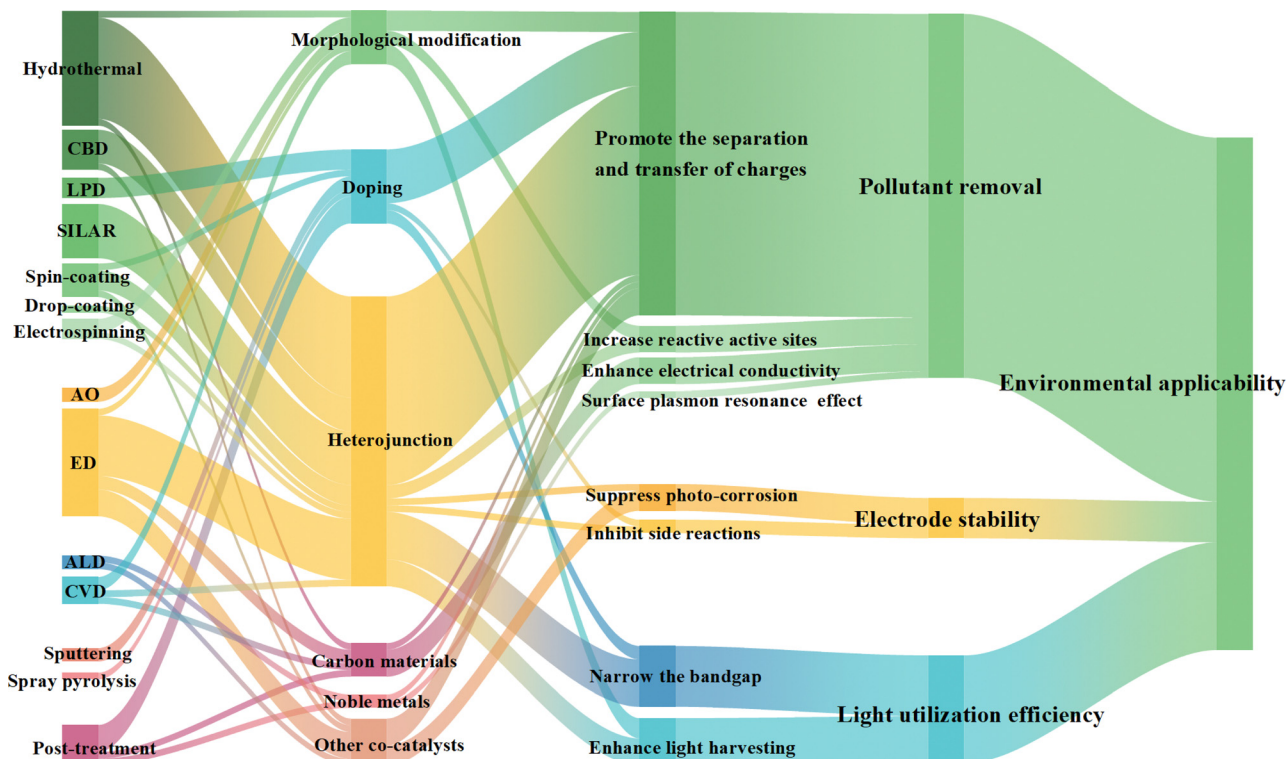 Hydrothermal
CBD
LPD
SILAR
Spin-coating
Drop-coating
Electrospinning
AO
ED
ALD
CVD
Sputtering
Spray pyrolysis
Post-treatment
Morphological modification
Doping
Heterojunction
Carbon materials
Noble metals
Other co-catalysts
Promote the separation
and transfer of charges
Increase reactive active sites
Enhance electrical conductivity
Surface plasmon resonance effect
Suppress photo-corrosion
Inhibit side reactions
Narrow the bandgap
Enhance light harvesting
Pollutant removal
Electrode stability
Light utilization efficiency
Environmental applicability